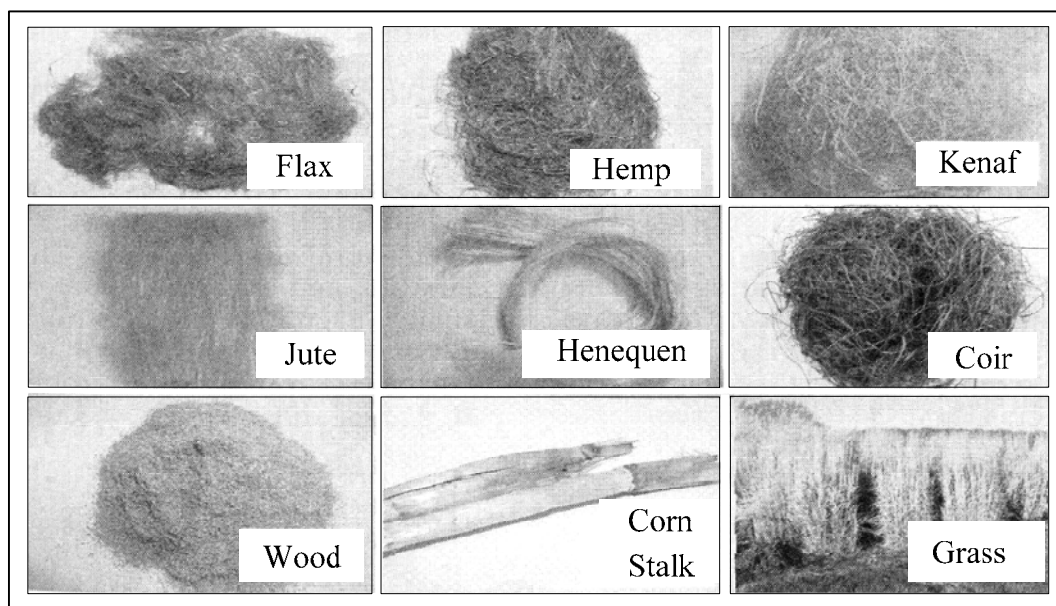 Flax
Hemp
Kenaf
Jute
Henequen
Coir
Wood
Corn
Stalk
Grass